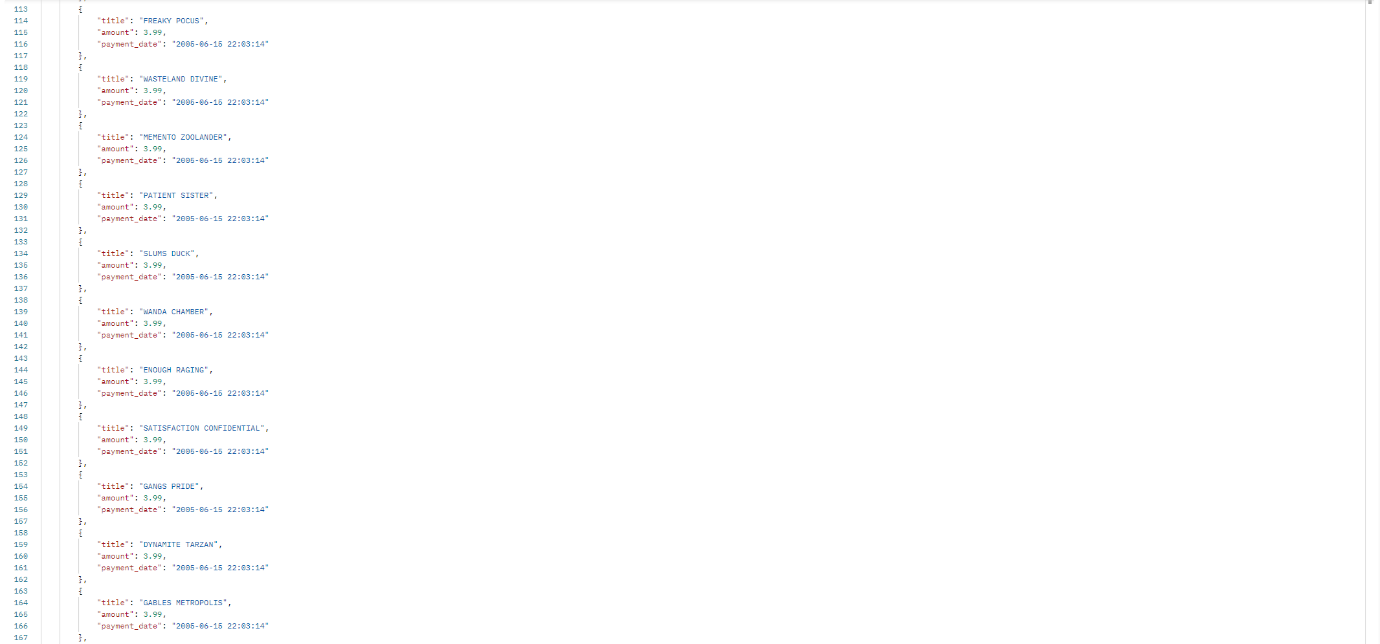 113 {
114 "title": "FREAKY POCUS",
115 "amount": 3.99,
116 "payment_date": "2005-06-15 22:03:14"
117 },
118 {
119 "title": "WASTELAND DIVINE",
120 "amount": 3.99,
121 "payment_date": "2005-06-15 22:03:14"
122 },
123 {
124 "title": "MEMENTO ZOOLANDER",
125 "amount": 3.99,
126 "payment_date": "2005-06-15 22:03:14"
127 },
128 {
129 "title": "PATIENT SISTER",
130 "amount": 3.99,
131 "payment_date": "2005-06-15 22:03:14"
132 },
133 {
134 "title": "SLUMS DUCK",
135 "amount": 3.99,
136 "payment_date": "2005-06-15 22:03:14"
137 },
138 {
139 "title": "WANDA CHAMBER",
140 "amount": 3.99,
141 "payment_date": "2005-06-15 22:03:14"
142 },
143 {
144 "title": "ENOUGH RAGING",
145 "amount": 3.99,
146 "payment_date": "2005-06-15 22:03:14"
147 },
148 {
149 "title": "SATISFACTION CONFIDENTIAL",
150 "amount": 3.99,
151 "payment_date": "2005-06-15 22:03:14"
152 },
153 {
154 "title": "GANGS PRIDE",
155 "amount": 3.99,
156 "payment_date": "2005-06-15 22:03:14"
157 },
158 {
159 "title": "DYNAMITE TARZAN",
160 "amount": 3.99,
161 "payment_date": "2005-06-15 22:03:14"
162 },
163 {
164 "title": "GABLES METROPOLIS",
165 "amount": 3.99,
166 "payment_date": "2005-06-15 22:03:14"
167 },